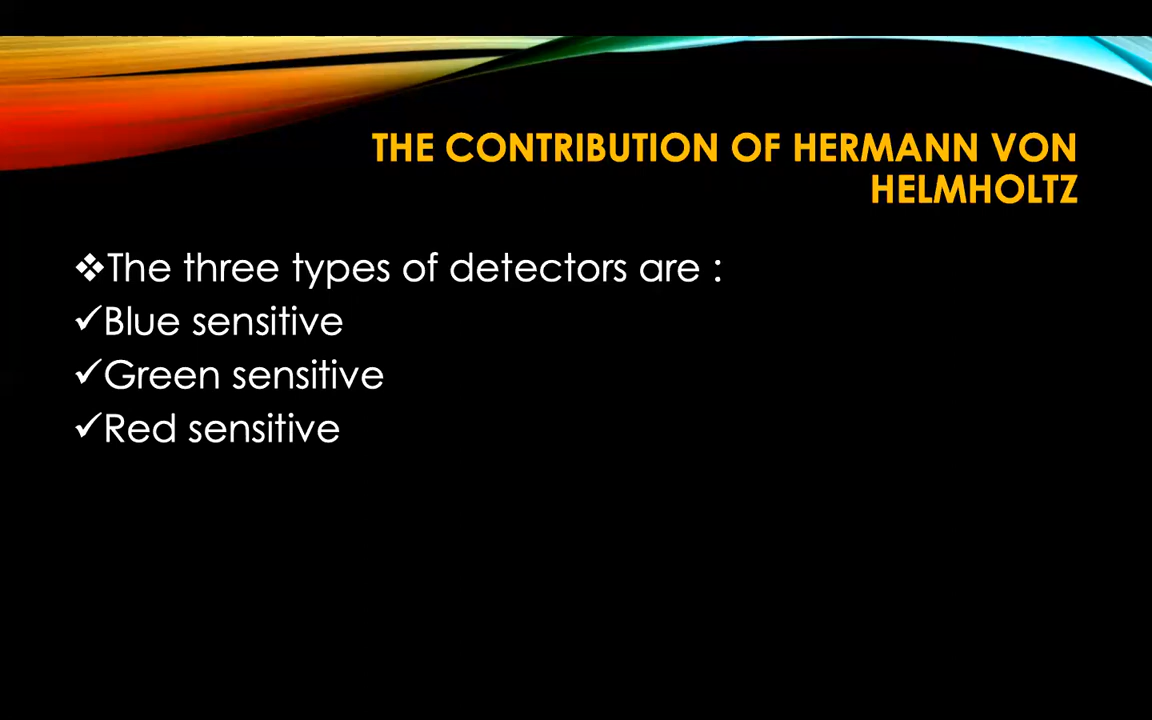 THE CONTRIBUTION OF HERMANN VON
HELMHOLTZ
❖The three types of detectors are :
✓Blue sensitive
✓Green sensitive
✓Red sensitive